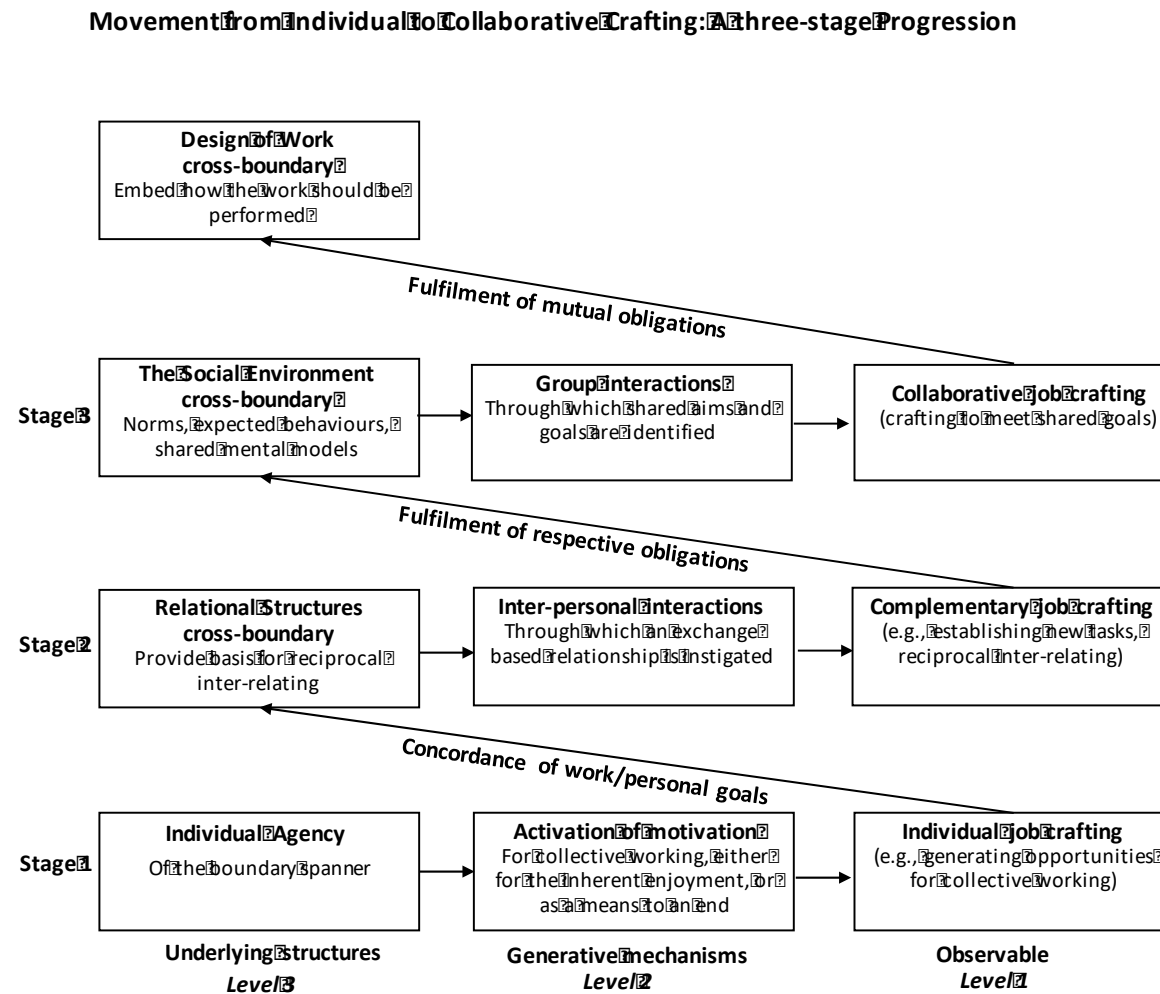 Movement from Individual to Collaborative Crafting: A three-stage Progression
Design of Work
cross-boundary
Embed how the work should be
performed
Fulfilment of mutual obligations
Stage 3
The Social Environment
cross-boundary
Norms, expected behaviours,
shared mental models
Group interactions
Through which shared aims and
goals are identified
Collaborative job crafting
(crafting to meet shared goals)
Fulfilment of respective obligations
Stage 2
Relational Structures
cross-boundary
Provide basis for reciprocal
inter-relating
Inter-personal interactions
Through which an exchange
based relationship is instigated
Complementary job crafting
(e.g., establishing new tasks,
reciprocal inter-relating)
Concordance of work/personal goals
Stage 1
Individual Agency
Of the boundary spanner
Activation of motivation
For collective working, either
for the inherent enjoyment, or
as a means to an end
Individual job crafting
(e.g., generating opportunities
for collective working)
Underlying structures
Level 3
Generative mechanisms
Level 2
Observable
Level 1